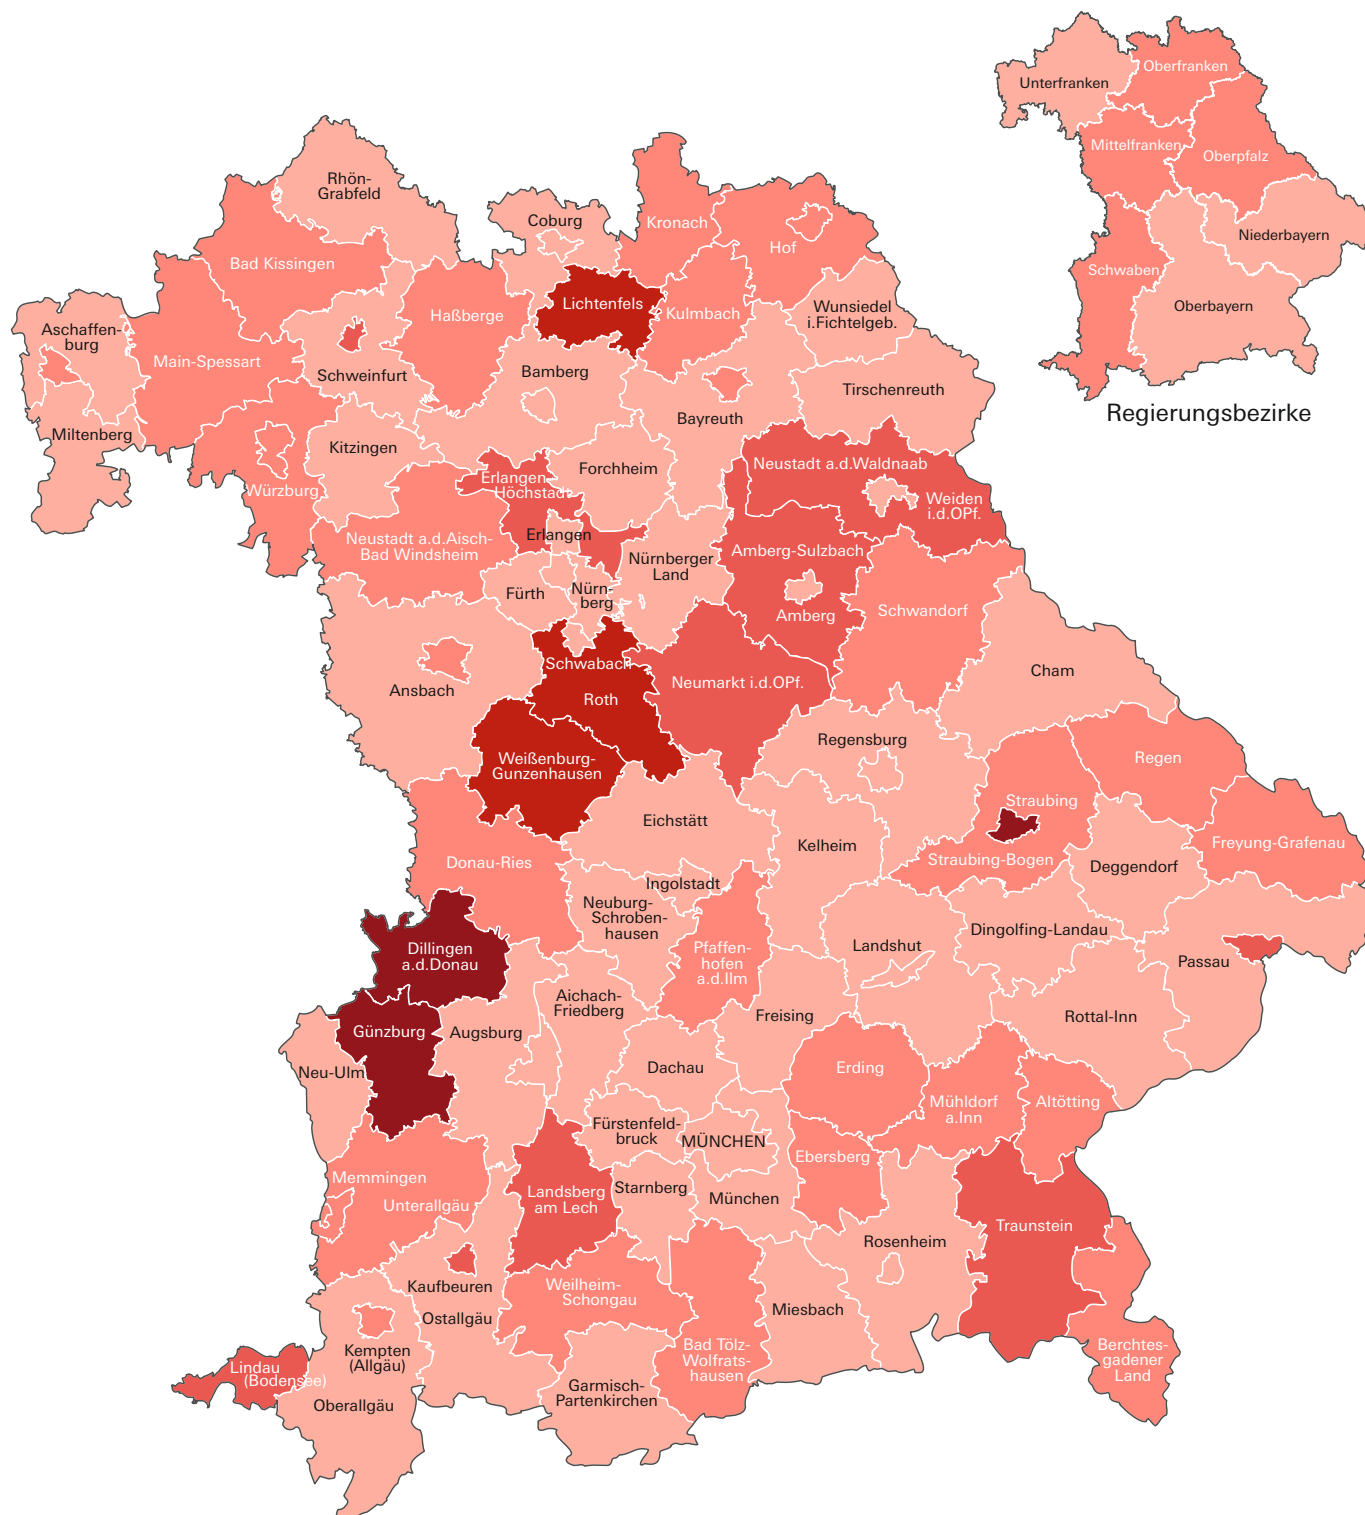 Unterfranken
Oberfranken
Mittelfranken
Oberpfalz
Niederbayern
Schwaben
Oberbayern
Regierungsbezirke
Rhön-
Grabfeld
Coburg
Kronach
Hof
Bad Kissingen
Lichtenfels
Haßberge
Kulmbach
Wunsiedel
i.Fichtelgeb.
Aschaffen-
burg
Main-Spessart
Schweinfurt
Bamberg
Bayreuth
Tirschenreuth
Miltenberg
Kitzingen
Forchheim
Neustadt a.d.Waldnaab
Würzburg
Erlangen-
Höchstadt
Weiden
i.d.OPf.
Neustadt a.d.Aisch-
Bad Windsheim
Erlangen
Nürnberger
Land
Amberg-Sulzbach
Fürth
Nürn-
berg
Amberg
Schwandorf
Schwabach
Ansbach
Roth
Neumarkt i.d.OPf.
Cham
Weißenburg-
Gunzenhausen
Regensburg
Regen
Straubing
Eichstätt
Kelheim
Straubing-Bogen
Deggendorf
Freyung-Grafenau
Donau-Ries
Ingolstadt
Neuburg-
Schroben-
hausen
Dingolfing-Landau
Dillingen
a.d.Donau
Pfaffen-
hofen
a.d.Ilm
Landshut
Passau
Aichach-
Friedberg
Günzburg
Augsburg
Freising
Rottal-Inn
Neu-Ulm
Dachau
Erding
Mühldorf
a.Inn
Altötting
Fürstenfeld-
bruck
MÜNCHEN
Ebersberg
Memmingen
Unterallgäu
Landsberg
am Lech
Starnberg
München
Traunstein
Rosenheim
Kaufbeuren
Ostallgäu
Weilheim-
Schongau
Miesbach
Kempten
(Allgäu)
Bad Tölz-
Wolfrats-
hausen
Berchtes-
gadener
Land
Lindau
(Bodensee)
Oberallgäu
Garmisch-
Partenkirchen